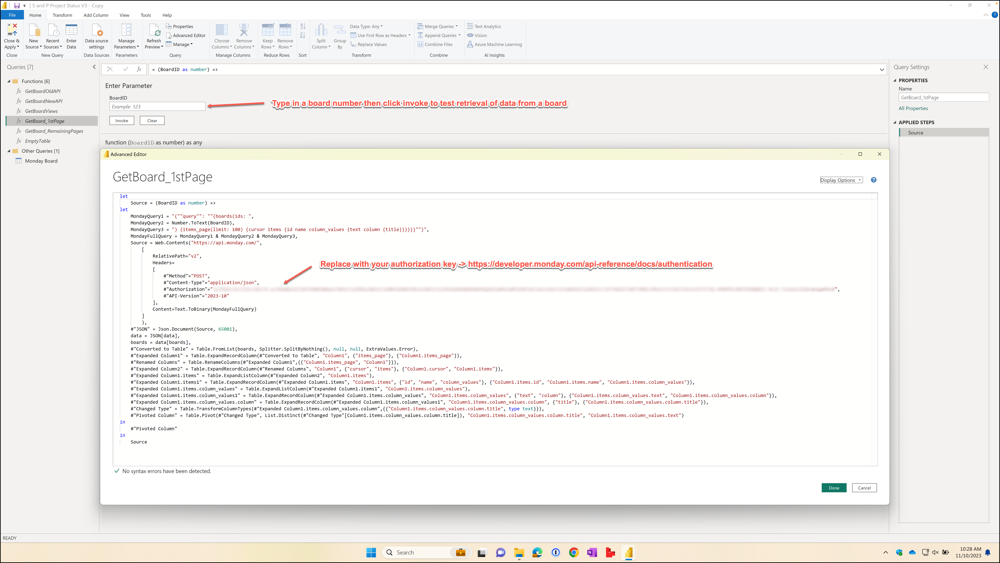 S and P Project Status V3 - Copy
File Home Transform Add Column View Tools Help
Close & Apply
New Source
Recent Sources
Enter Data
Data source settings
Manage Parameters
Refresh Preview
Properties
Advanced Editor
Manage
Choose Columns
Remove Columns
Keep Rows
Remove Rows
Split Column
Group By
Data Type: Any
Use First Row as Headers
Replace Values
Merge Queries
Append Queries
Combine Files
Text Analytics
Vision
Azure Machine Learning
Close New Query Data Sources Parameters Query Manage Columns Reduce Rows Sort Transform Combine AI Insights
Queries [7]
Functions [6]
GetBoardOldAPI
GetBoardNewAPI
GetBoardViews
GetBoard_1stPage
GetBoard_RemainingPages
EmptyTable
Other Queries [1]
Monday Board
fx
= (BoardID as number) =>
Enter Parameter
BoardID
Example: 123
Type in a board number then click invoke to test retrieval of data from a board
Invoke Clear
function (BoardID as number) as any
Query Settings
PROPERTIES
Name
GetBoard_1stPage
All Properties
APPLIED STEPS
Source
Advanced Editor
GetBoard_1stPage
Display Options
let
Source = (BoardID as number) =>
let
MondayQuery1 = "{""query"": ""{boards(ids: ",
MondayQuery2 = Number.ToText(BoardID),
MondayQuery3 = ") {items_page(limit: 100) {cursor items {id name column_values {text column {title}}}}}}""}",
MondayFullQuery = MondayQuery1 & MondayQuery2 & MondayQuery3,
Source = Web.Contents("https://api.monday.com/",
[
RelativePath="v2",
Headers=
[
#"Method"="POST",
#"Content-Type"="application/json",
#"Authorization"=" ",
#"API-Version"="2023-10"
],
Content=Text.ToBinary(MondayFullQuery)
]
),
Replace with your authorization key -> https://developer.monday.com/api-reference/docs/authentication
#"JSON" = Json.Document(Source, 65001),
data = JSON[data],
boards = data[boards],
#"Converted to Table" = Table.FromList(boards, Splitter.SplitByNothing(), null, null, ExtraValues.Error),
#"Expanded Column1" = Table.ExpandRecordColumn(#"Converted to Table", "Column1", {"items_page"}, {"Column1.items_page"}),
#"Renamed Columns" = Table.RenameColumns(#"Expanded Column1",{{"Column1.items_page", "Column1"}}),
#"Expanded Column2" = Table.ExpandRecordColumn(#"Renamed Columns", "Column1", {"cursor", "items"}, {"Column1.cursor", "Column1.items"}),
#"Expanded Column1.items" = Table.ExpandListColumn(#"Expanded Column2", "Column1.items"),
#"Expanded Column1.items1" = Table.ExpandRecordColumn(#"Expanded Column1.items", "Column1.items", {"id", "name", "column_values"}, {"Column1.items.id", "Column1.items.name", "Column1.items.column_values"}),
#"Expanded Column1.items.column_values" = Table.ExpandListColumn(#"Expanded Column1.items1", "Column1.items.column_values"),
#"Expanded Column1.items.column_values1" = Table.ExpandRecordColumn(#"Expanded Column1.items.column_values", "Column1.items.column_values", {"text", "column"}, {"Column1.items.column_values.text", "Column1.items.column_values.column"}),
#"Expanded Column1.items.column_values.column" = Table.ExpandRecordColumn(#"Expanded Column1.items.column_values1", "Column1.items.column_values.column", {"title"}, {"Column1.items.column_values.column.title"}),
#"Changed Type" = Table.TransformColumnTypes(#"Expanded Column1.items.column_values.column",{{"Column1.items.column_values.column.title", type text}}),
#"Pivoted Column" = Table.Pivot(#"Changed Type", List.Distinct(#"Changed Type"[Column1.items.column_values.column.title]), "Column1.items.column_values.column.title", "Column1.items.column_values.text")
in
#"Pivoted Column"
in
Source
No syntax errors have been detected.
Done Cancel
READY
Search
10:28 AM
11/10/2023